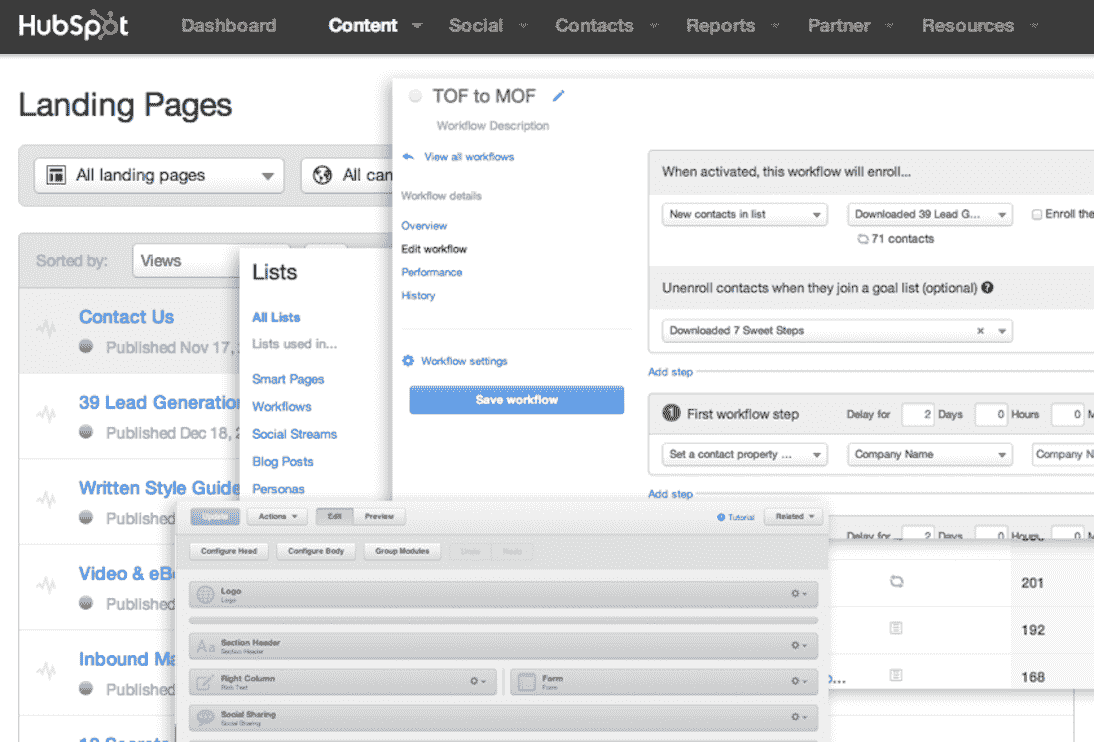 HubSpot Dashboard Content Social Contacts Reports Partner Resources
Landing Pages
All landing pages
All can
Sorted by: Views
Contact Us
Published Nov 17, 
39 Lead Generation
Published Dec 18, 2
Written Style Guide
Published
Video & eBo
Published
Inbound Ma
Published
Lists
All Lists
Lists used in...
Smart Pages
Workflows
Social Streams
Blog Posts
Personas
TOF to MOF
Workflow Description
View all workflows
Workflow details
Overview
Edit workflow
Performance
History
Workflow settings
Save workflow
When activated, this workflow will enroll...
New contacts in list Downloaded 39 Lead G... Enroll the
71 contacts
Unenroll contacts when they join a goal list (optional)
Downloaded 7 Sweet Steps
Add step
1 First workflow step Delay for 2 Days 0 Hours 0 M
Set a contact property ... Company Name Company N
Add step
Delay for 2 Days 0 Hours 0 M
Actions Edit Preview Tutorial Related
Configure Head Configure Body Group Modules Undo Redo
Logo
Logo
Section Header
Section Header
Right Column
Rich Text
Form
Form
Social Sharing
Social Sharing
201
192
168